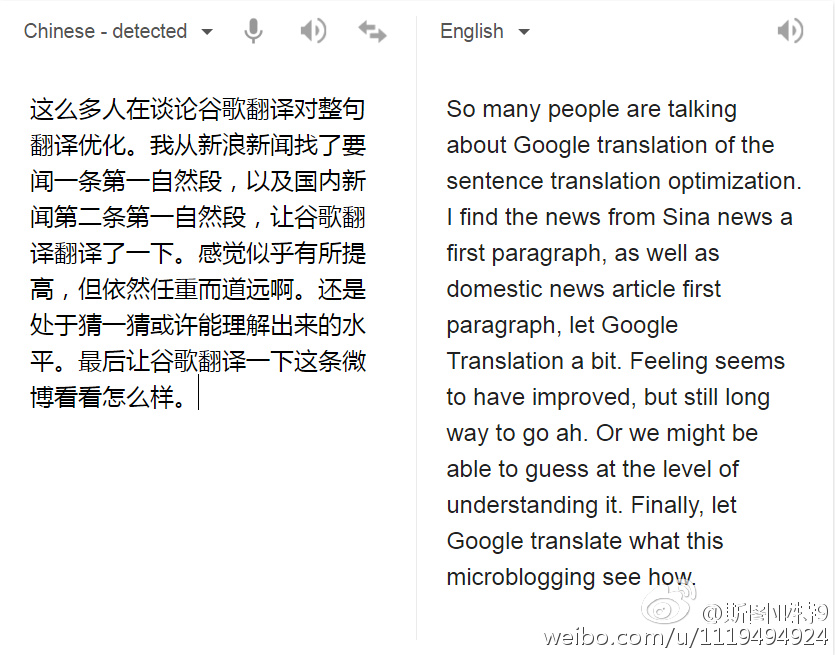 Chinese - detected
English
这么多人在谈论谷歌翻译对整句
翻译优化。我从新浪新闻找了要
闻一条第一自然段，以及国内新
闻第二条第一自然段，让谷歌翻
译翻译了一下。感觉似乎有所提
高，但依然任重而道远啊。还是
处于猜一猜或许能理解出来的水
平。最后让谷歌翻译一下这条微
博看看怎么样。
So many people are talking
about Google translation of the
sentence translation optimization.
I find the news from Sina news a
first paragraph, as well as
domestic news article first
paragraph, let Google
Translation a bit. Feeling seems
to have improved, but still long
way to go ah. Or we might be
able to guess at the level of
understanding it. Finally, let
Google translate what this
microblogging see how.
weibo.com/u/1119494924